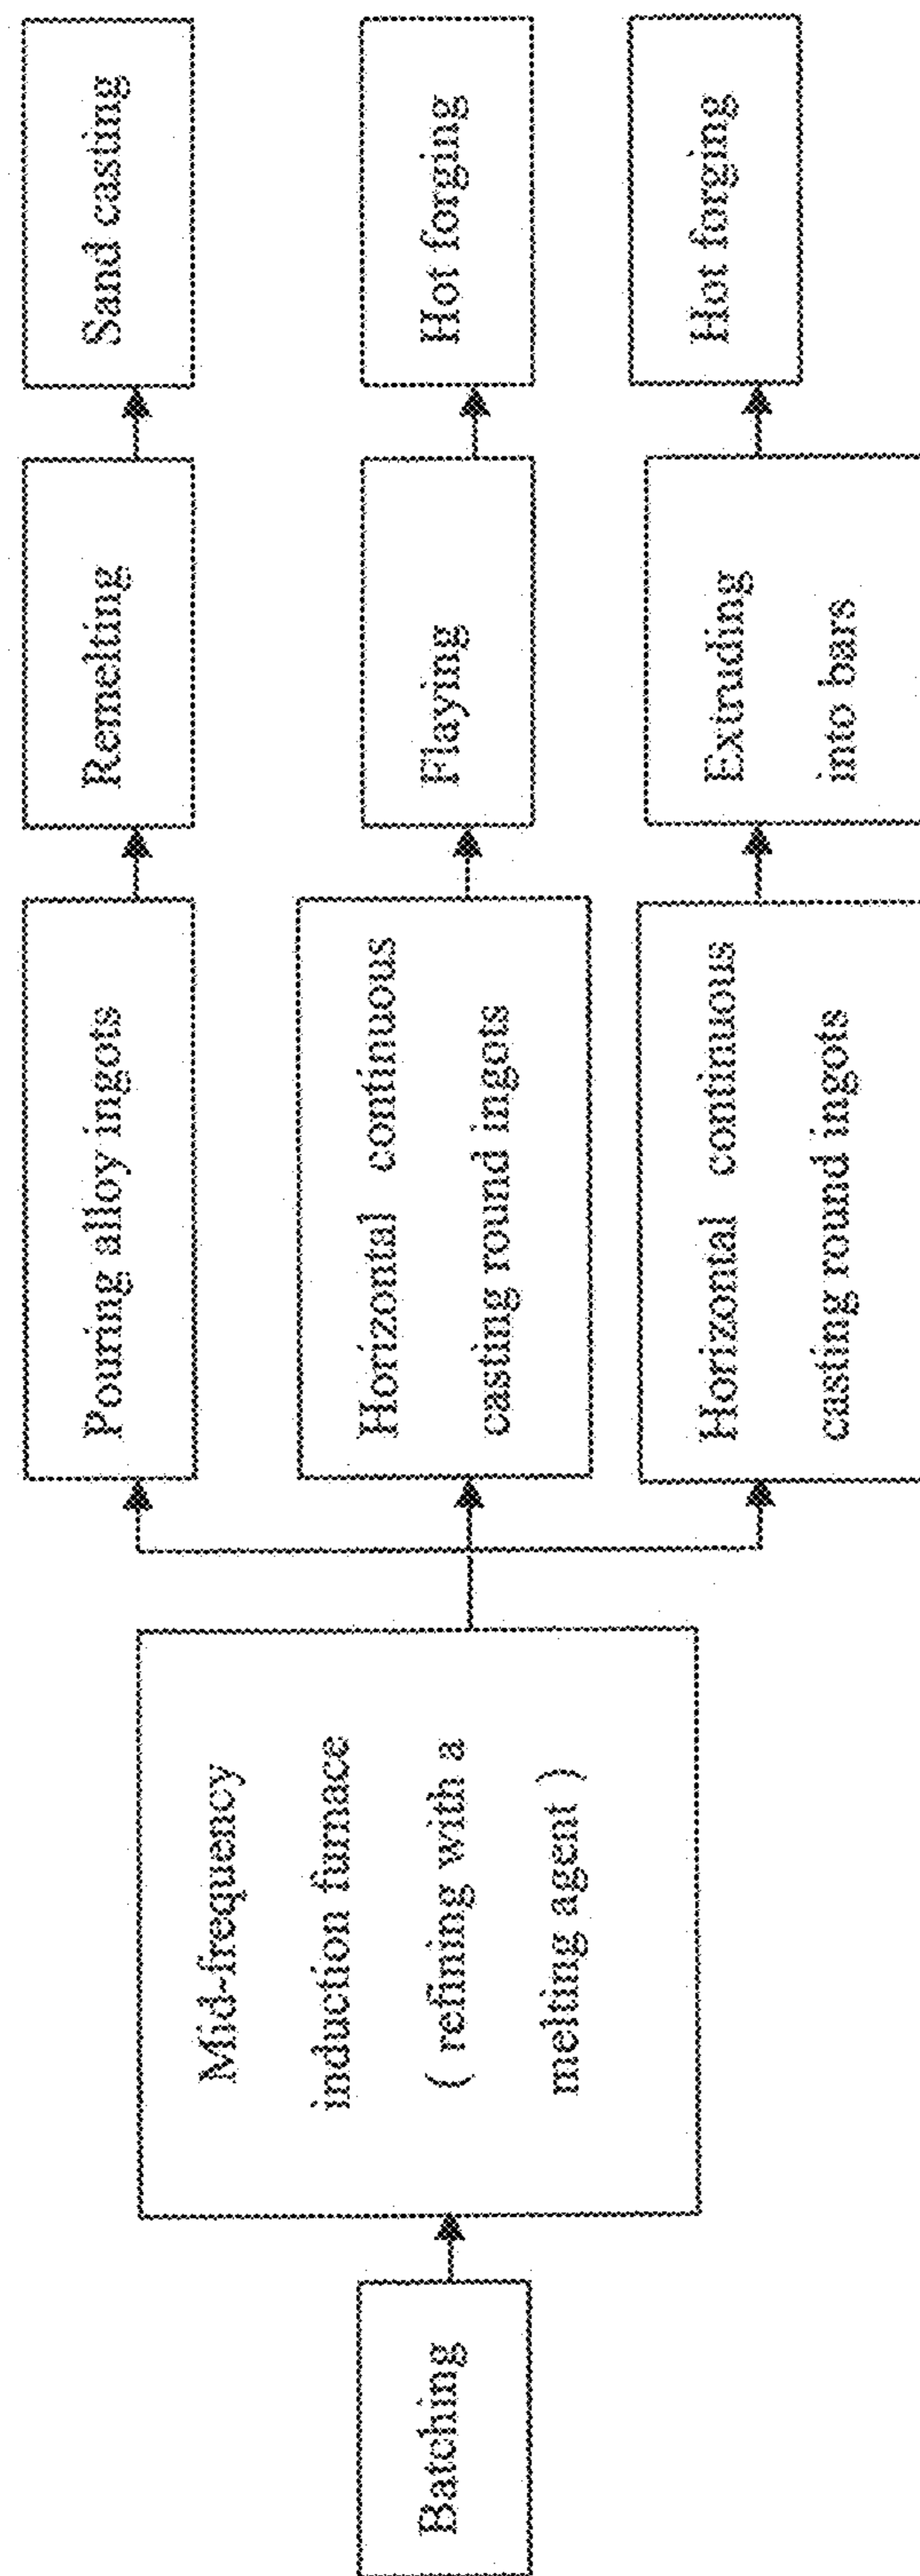 Batching
Mid-frequency
induction furnace
( refining with a
melting agent )
Pouring alloy ingots
Remelting
Sand casting
Horizontal continuous
casting round ingots
Flaying
Hot forging
Horizontal continuous
casting round ingots
Extruding
into bars
Hot forging